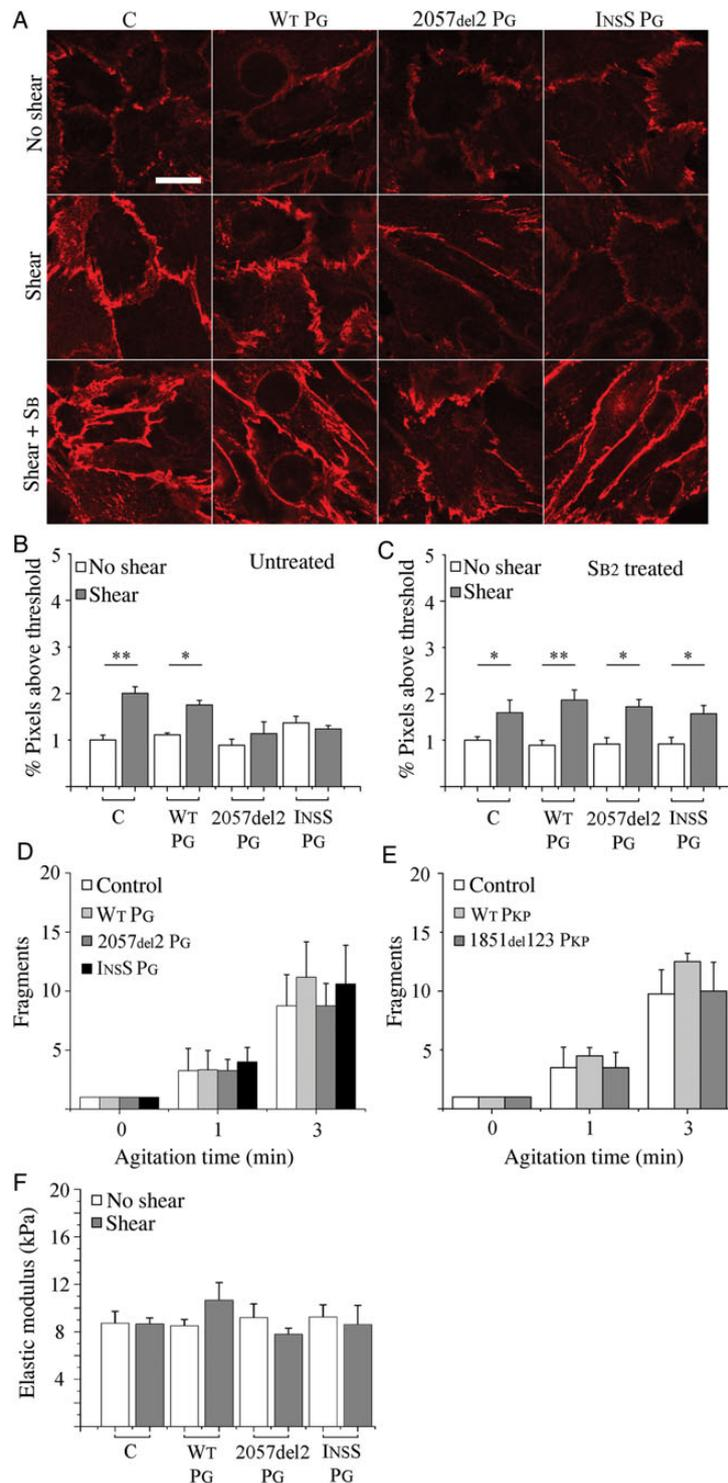 A
C
WT PG
2057del2 PG
INSS PG
No shear
Shear
Shear + SB
B
% Pixels above threshold
5
4
3
2
1
No shear
Shear
Untreated
**
*
C
WT PG
2057del2 PG
INSS PG
C
% Pixels above threshold
5
4
3
2
1
No shear
Shear
SB2 treated
*
**
*
*
C
WT PG
2057del2 PG
INSS PG
D
Fragments
20
15
10
5
Control
WT PG
2057del2 PG
INSS PG
0
1
3
Agitation time (min)
E
Fragments
20
15
10
5
Control
WT PKP
1851del123 PKP
0
1
3
Agitation time (min)
F
Elastic modulus (kPa)
20
16
12
8
4
No shear
Shear
C
WT PG
2057del2 PG
INSS PG